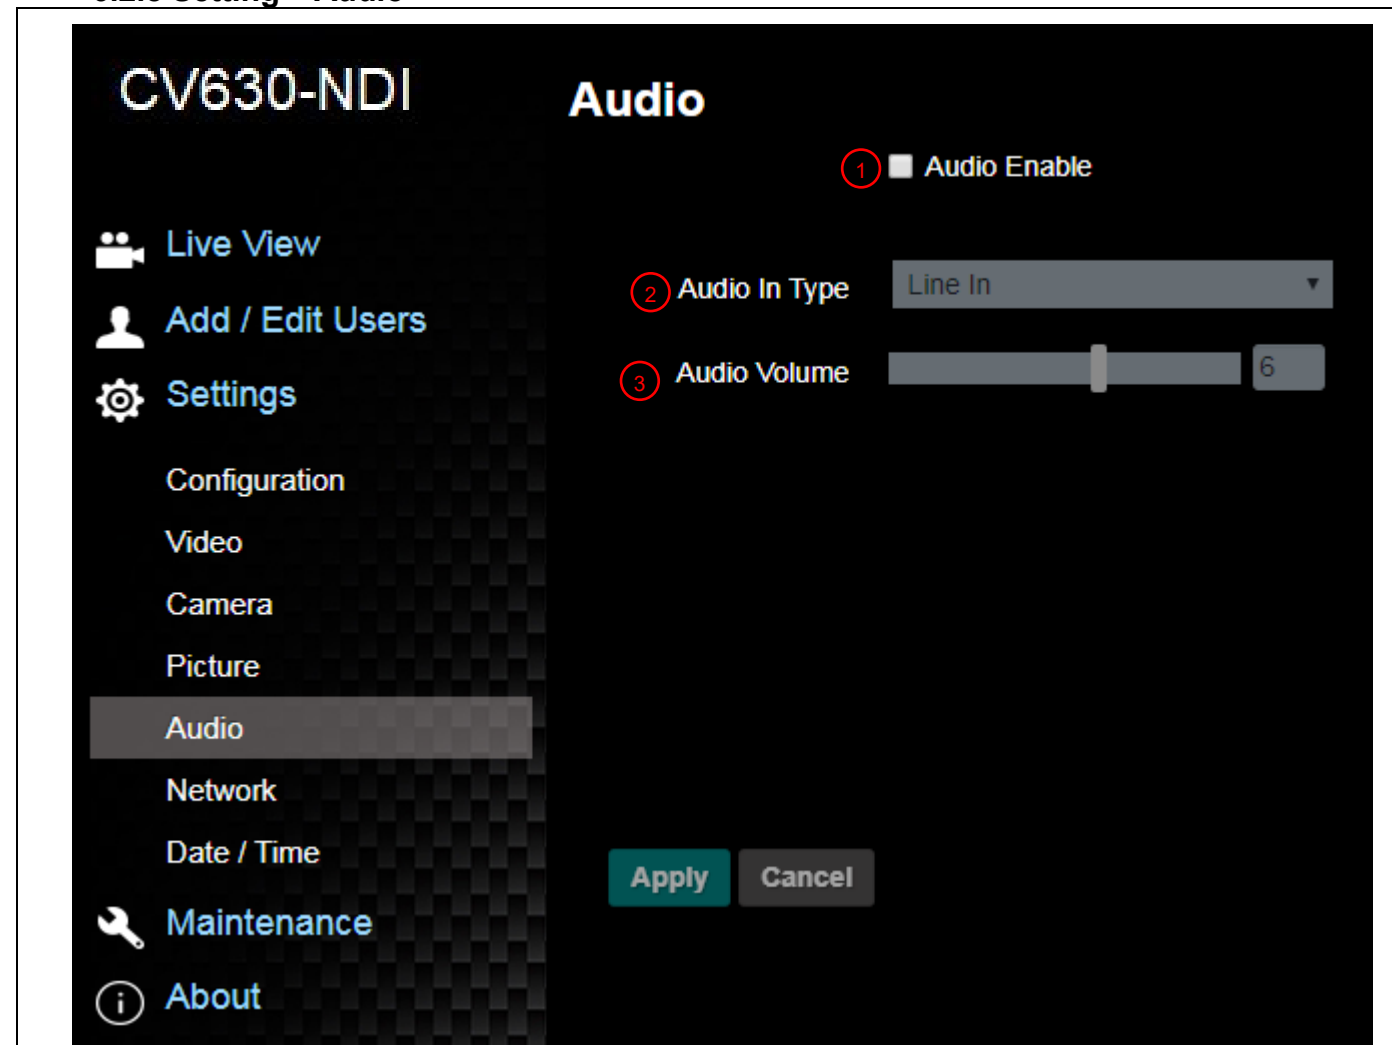 CV630-NDI
Live View
Add / Edit Users
Settings
Configuration
Video
Camera
Picture
Audio
Network
Date / Time
Maintenance
About
Audio
1 Audio Enable
2 Audio In Type Line In
3 Audio Volume 6
Apply Cancel